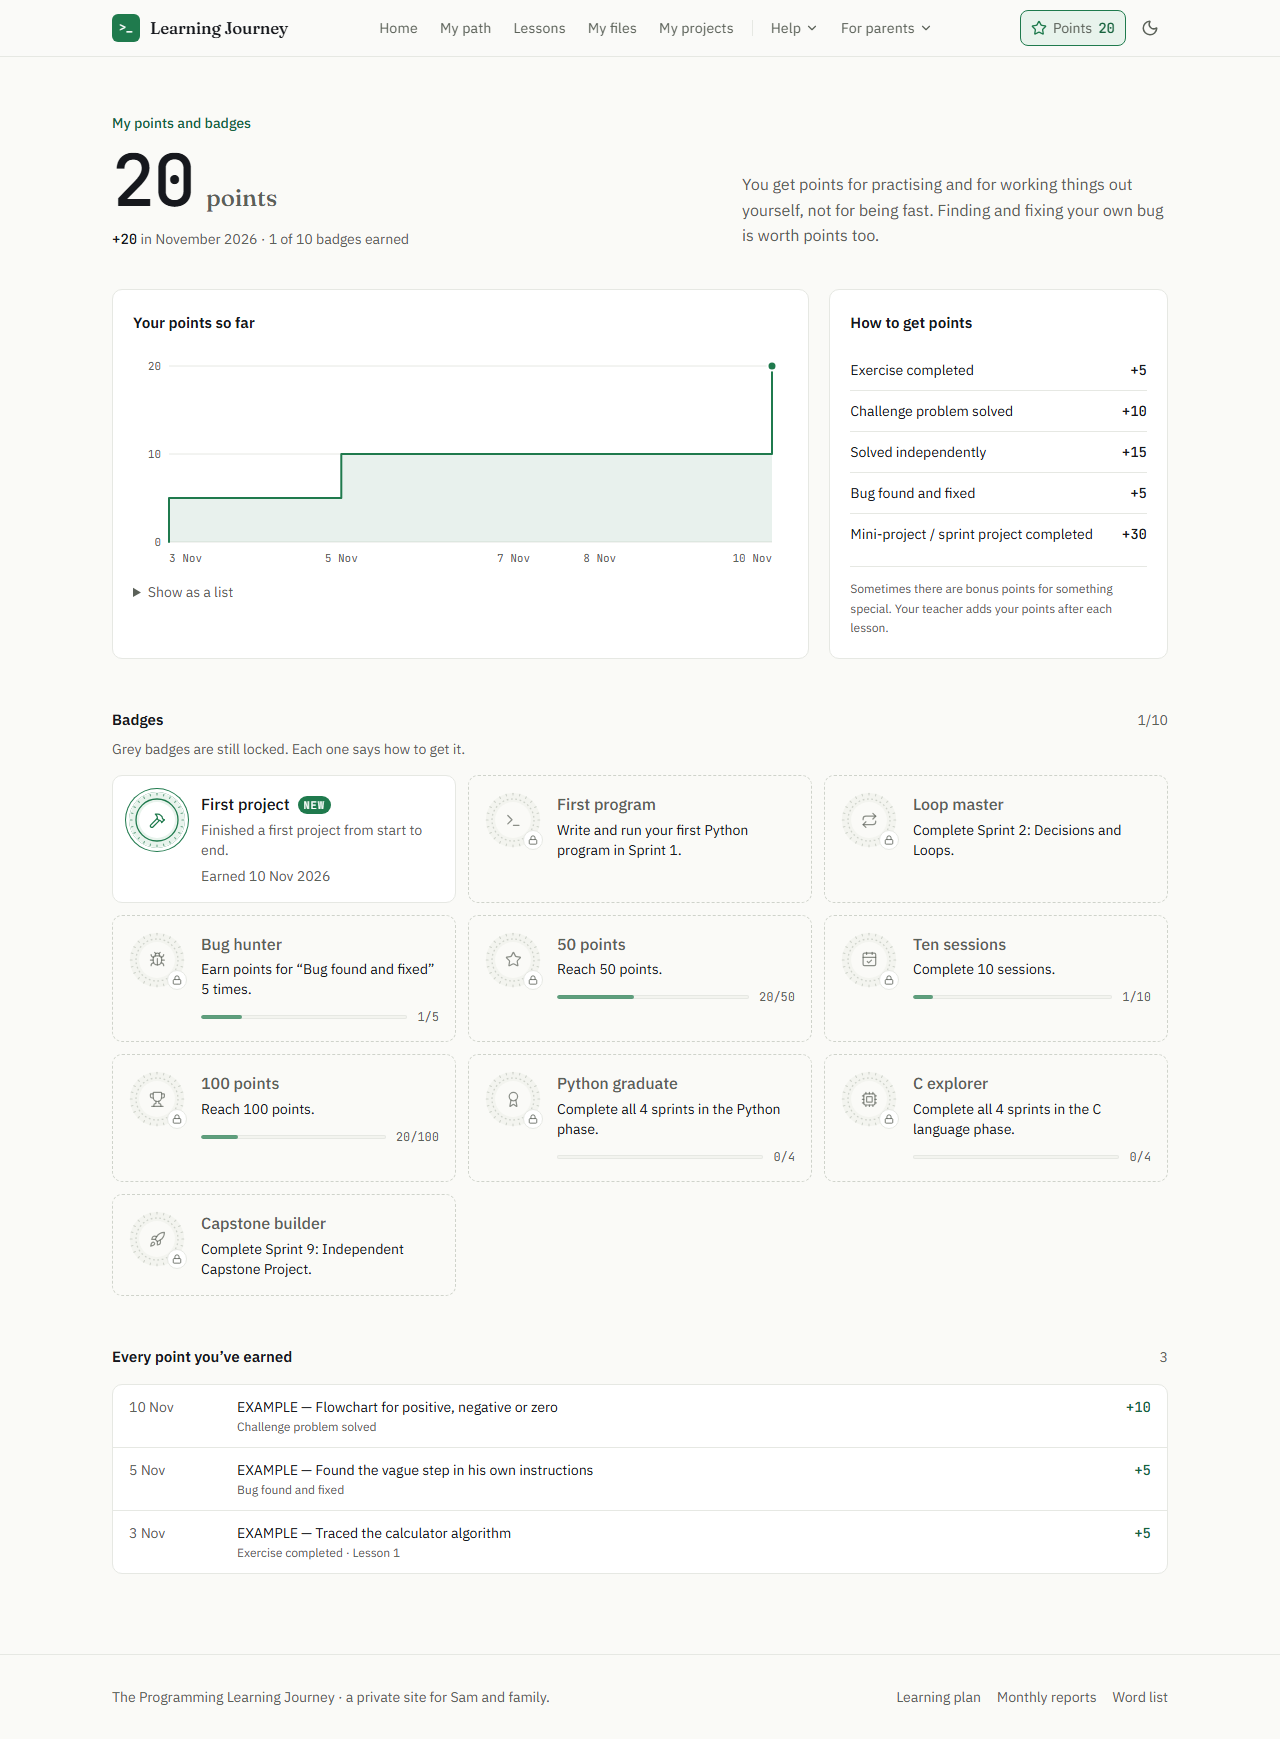 >_ Learning Journey
Home My path Lessons My files My projects Help For parents
Points 20
My points and badges
20 points
+20 in November 2026 · 1 of 10 badges earned
You get points for practising and for working things out
yourself, not for being fast. Finding and fixing your own bug
is worth points too.
Your points so far
20
10
0
3 Nov 5 Nov 7 Nov 8 Nov 10 Nov
Show as a list
How to get points
Exercise completed +5
Challenge problem solved +10
Solved independently +15
Bug found and fixed +5
Mini-project / sprint project completed +30
Sometimes there are bonus points for something
special. Your teacher adds your points after each
lesson.
Badges 1/10
Grey badges are still locked. Each one says how to get it.
First project NEW
Finished a first project from start to
end.
Earned 10 Nov 2026
First program
Write and run your first Python
program in Sprint 1.
Loop master
Complete Sprint 2: Decisions and
Loops.
Bug hunter
Earn points for “Bug found and fixed”
5 times.
1/5
50 points
Reach 50 points.
20/50
Ten sessions
Complete 10 sessions.
1/10
100 points
Reach 100 points.
20/100
Python graduate
Complete all 4 sprints in the Python
phase.
0/4
C explorer
Complete all 4 sprints in the C
language phase.
0/4
Capstone builder
Complete Sprint 9: Independent
Capstone Project.
Every point you’ve earned 3
10 Nov EXAMPLE — Flowchart for positive, negative or zero +10
Challenge problem solved
5 Nov EXAMPLE — Found the vague step in his own instructions +5
Bug found and fixed
3 Nov EXAMPLE — Traced the calculator algorithm +5
Exercise completed · Lesson 1
The Programming Learning Journey · a private site for Sam and family.
Learning plan Monthly reports Word list